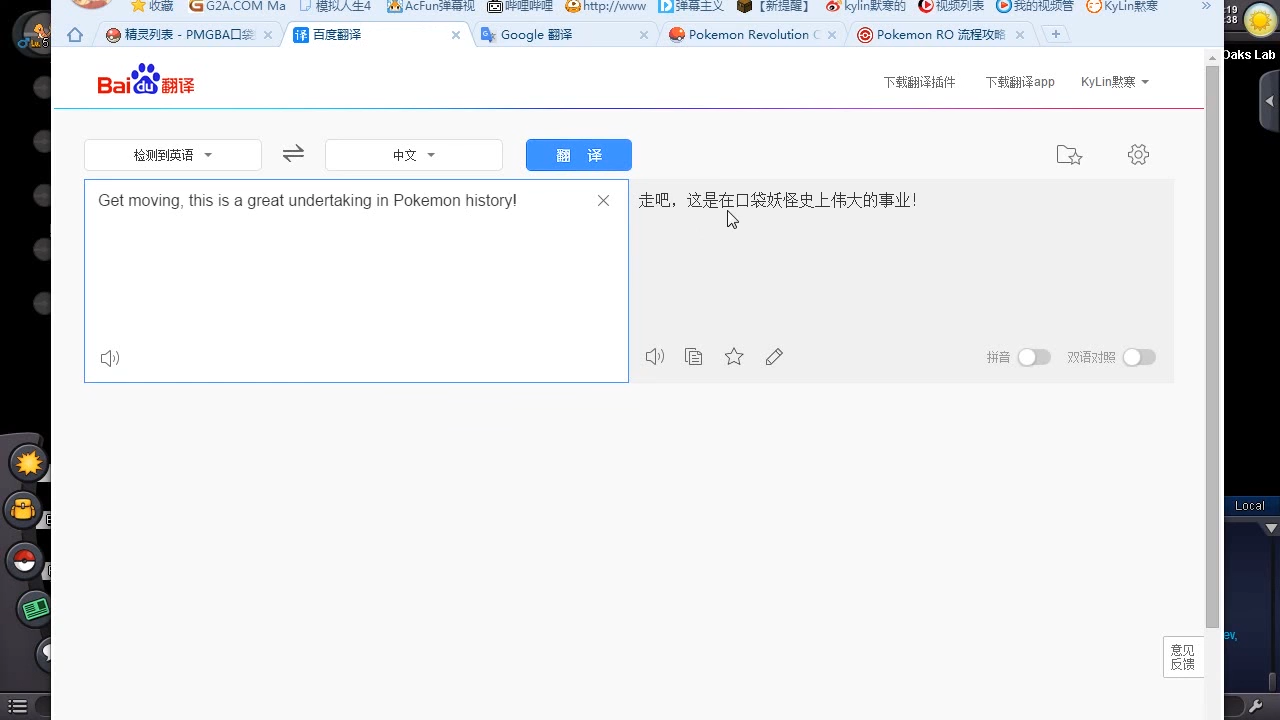 收藏 G2A.COM Ma 模拟人生4 AcFun弹幕视 哔哩哔哩 http://www 弹幕主义 【新提醒】 kylin默寒的 视频列表 我的视频管 KyLin默寒 »
精灵列表 - PMGBA口袋 百度翻译 Google 翻译 Pokemon Revolution Pokamon RO 流程攻略
Oaks Lab
Bai du 翻译 下载翻译插件 下载翻译app KyLin默寒
检测到英语 中文 翻 译
Get moving, this is a great undertaking in Pokemon history!
走吧，这是在口袋妖怪史上伟大的事业！
拼音 双语对照
Local
ev,
意见
反馈